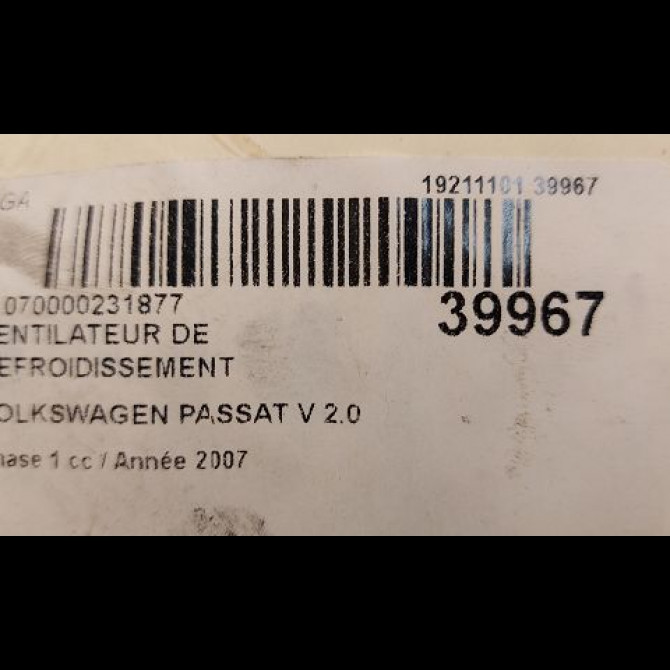 GA
19211101 39967
070000231877
39967
ENTILATEUR DE
EFROIDISSEMENT
OLKSWAGEN PASSAT V 2.0
hase 1 cc / Année 2007